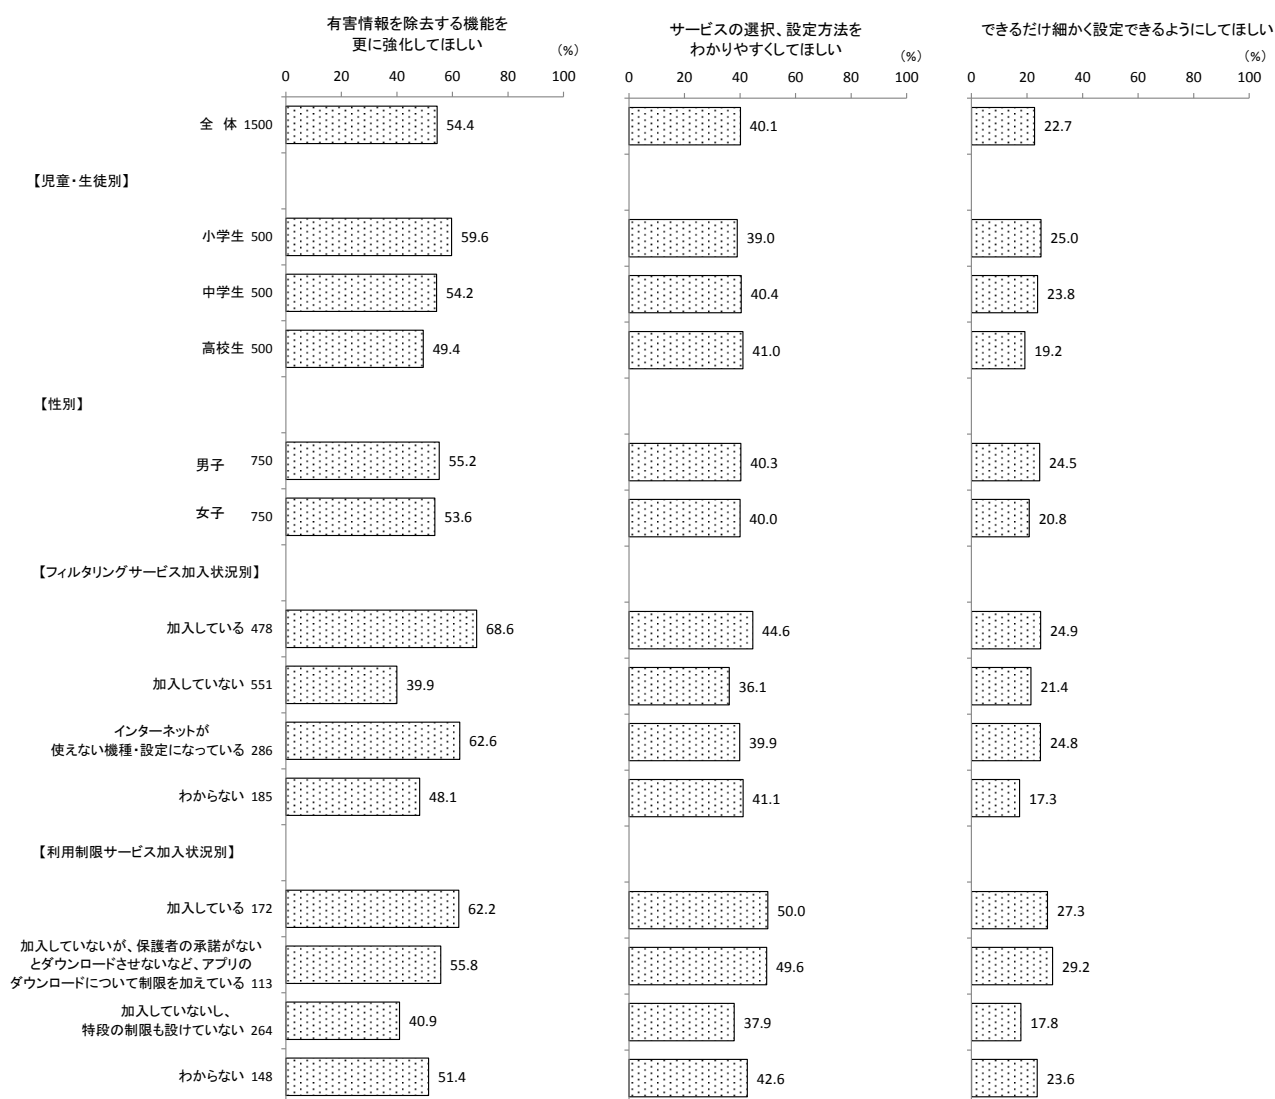 有害情報を除去する機能を
更に強化してほしい
(%)
サービスの選択、設定方法を
わかりやすくしてほしい
(%)
できるだけ細かく設定できるようにしてほしい
(%)
0 20 40 60 80 100
0 20 40 60 80 100
0 20 40 60 80 100
全 体 1500 54.4 40.1 22.7
【児童・生徒別】
小学生 500 59.6 39.0 25.0
中学生 500 54.2 40.4 23.8
高校生 500 49.4 41.0 19.2
【性別】
男子 750 55.2 40.3 24.5
女子 750 53.6 40.0 20.8
【フィルタリングサービス加入状況別】
加入している 478 68.6 44.6 24.9
加入していない 551 39.9 36.1 21.4
インターネットが
使えない機種・設定になっている 286 62.6 39.9 24.8
わからない 185 48.1 41.1 17.3
【利用制限サービス加入状況別】
加入している 172 62.2 50.0 27.3
加入していないが、保護者の承諾がない
とダウンロードさせないなど、アプリの
ダウンロードについて制限を加えている 113 55.8 49.6 29.2
加入していないし、
特段の制限も設けていない 264 40.9 37.9 17.8
わからない 148 51.4 42.6 23.6